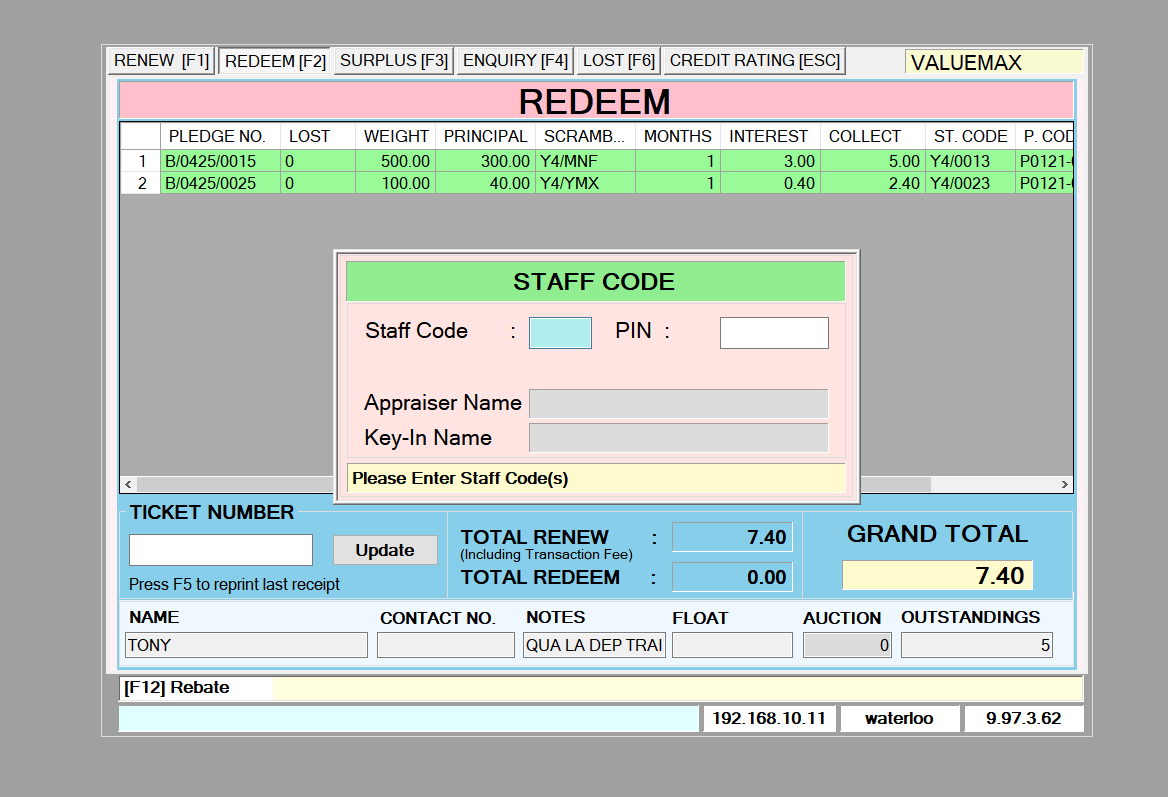 RENEW [F1] REDEEM [F2] SURPLUS [F3] ENQUIRY [F4] LOST [F6] CREDIT RATING [ESC] VALUEMAX
REDEEM
PLEDGE NO. LOST WEIGHT PRINCIPAL SCRAMB... MONTHS INTEREST COLLECT ST. CODE P. COD
1 B/0425/0015 0 500.00 300.00 Y4/MNF 1 3.00 5.00 Y4/0013 P0121-
2 B/0425/0025 0 100.00 40.00 Y4/YMX 1 0.40 2.40 Y4/0023 P0121-
STAFF CODE
Staff Code : PIN :
Appraiser Name
Key-In Name
Please Enter Staff Code(s)
TICKET NUMBER
Update
Press F5 to reprint last receipt
TOTAL RENEW : 7.40
(Including Transaction Fee)
TOTAL REDEEM : 0.00
GRAND TOTAL
7.40
NAME CONTACT NO. NOTES FLOAT AUCTION OUTSTANDINGS
TONY QUA LA DEP TRAI 0 5
[F12] Rebate
192.168.10.11 waterloo 9.97.3.62